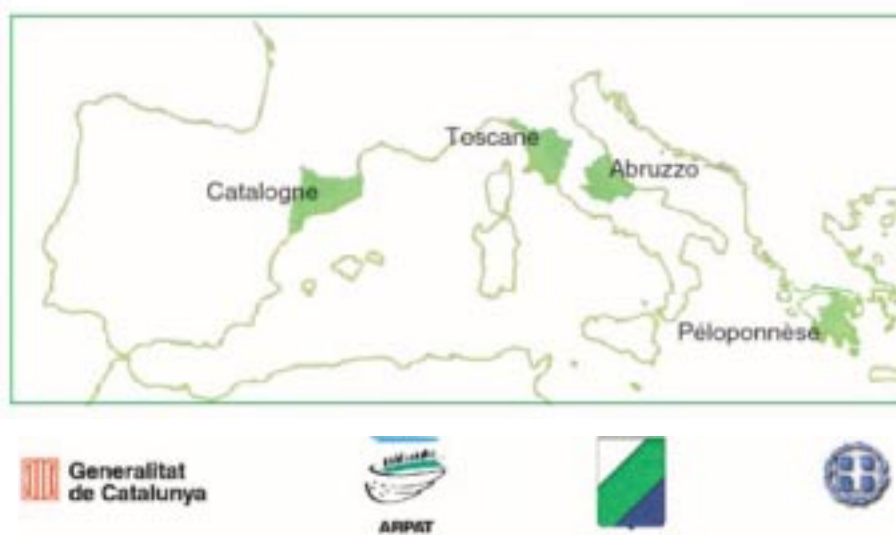 Toscane
Abruzzo
Catalogne
Péloponnèse
Generalitat
de Catalunya
ARPAT